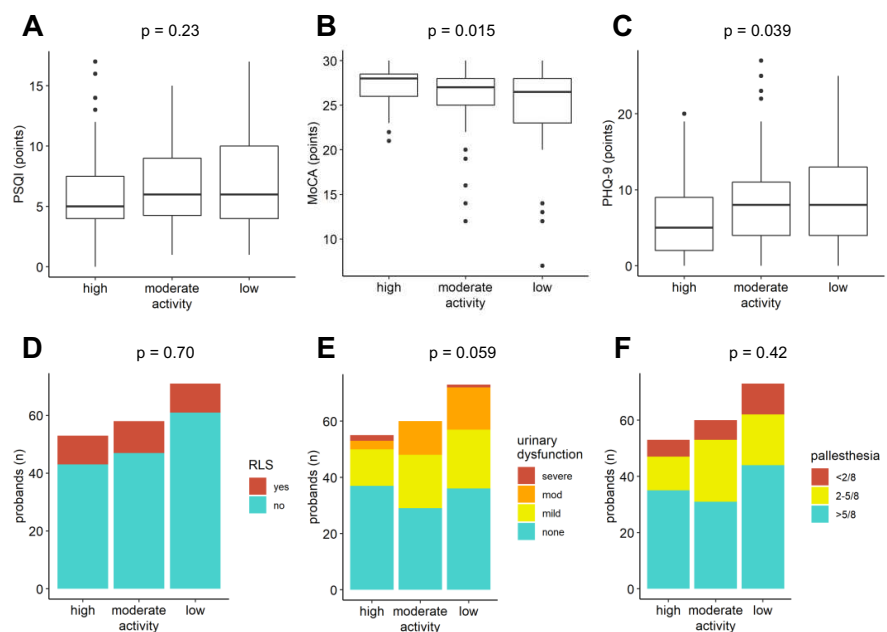 A
p = 0.23
PSQI (points)
15
10
5
0
high
moderate
low
activity
B
p = 0.015
MoCA (points)
30
25
20
15
10
high
moderate
low
activity
C
p = 0.039
PHQ-9 (points)
20
10
0
high
moderate
low
activity
D
p = 0.70
probands (n)
60
40
20
0
high
moderate
low
activity
RLS
yes
no
E
p = 0.059
probands (n)
60
40
20
0
high
moderate
low
activity
urinary
dysfunction
severe
mod
mild
none
F
p = 0.42
probands (n)
60
40
20
0
high
moderate
low
activity
pallesthesia
<2/8
2-5/8
>5/8